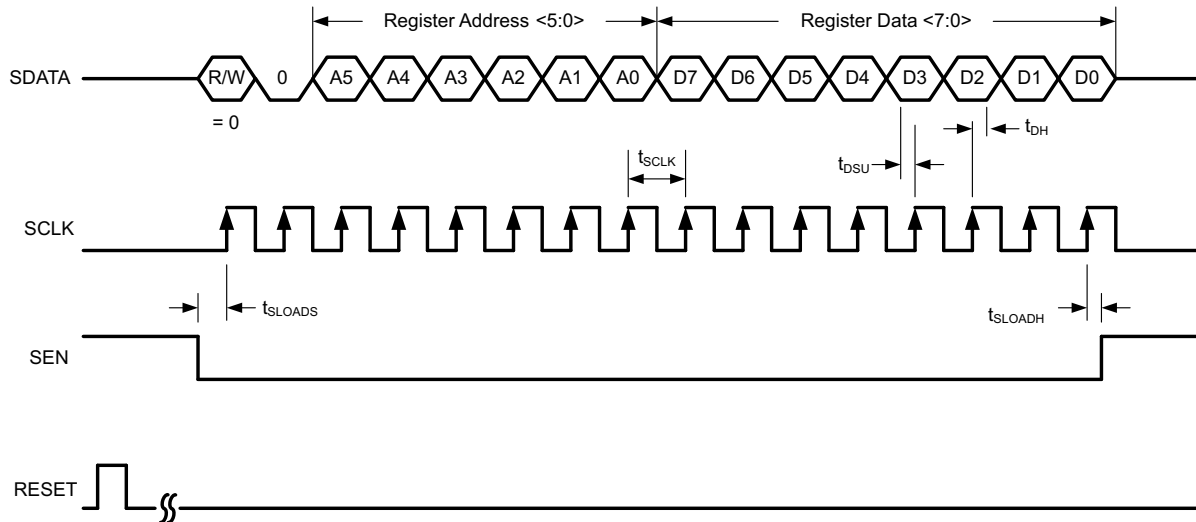 Register Address <5:0>
Register Data <7:0>
SDATA
R/W 0 A5 A4 A3 A2 A1 A0 D7 D6 D5 D4 D3 D2 D1 D0
= 0
tDH
tSCLK
tDSU
SCLK
tSLOADS
tSLOADH
SEN
RESET